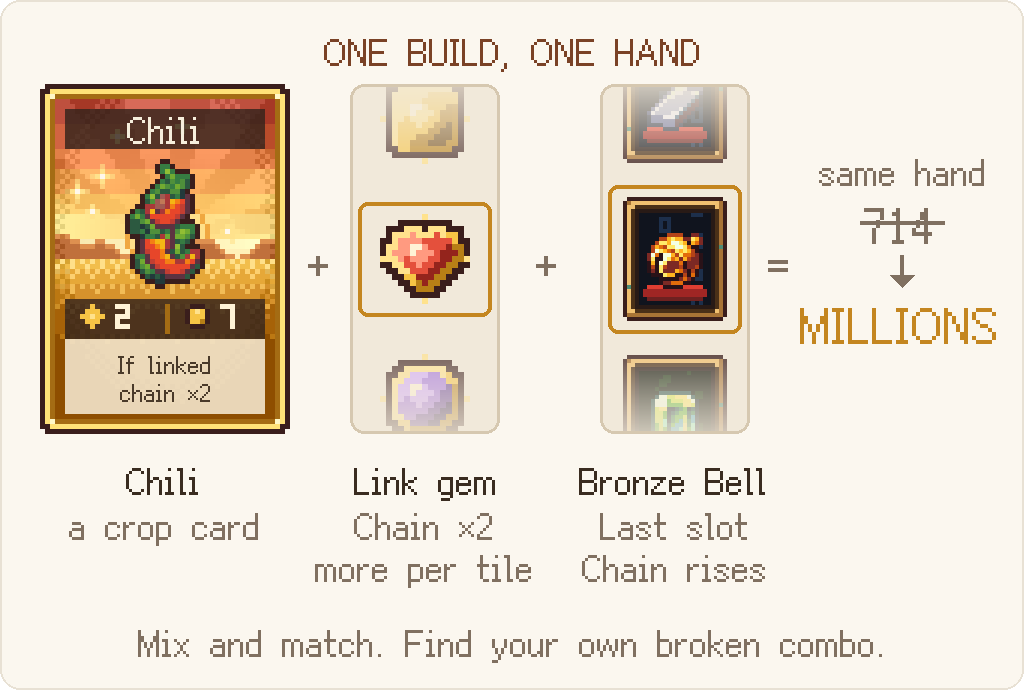 ONE BUILD, ONE HAND
Chili
2 7
If linked
chain ×2
+
+
=
same hand
714
↓
MILLIONS
Chili
a crop card
Link gem
Chain ×2
more per tile
Bronze Bell
Last slot
Chain rises
Mix and match. Find your own broken combo.